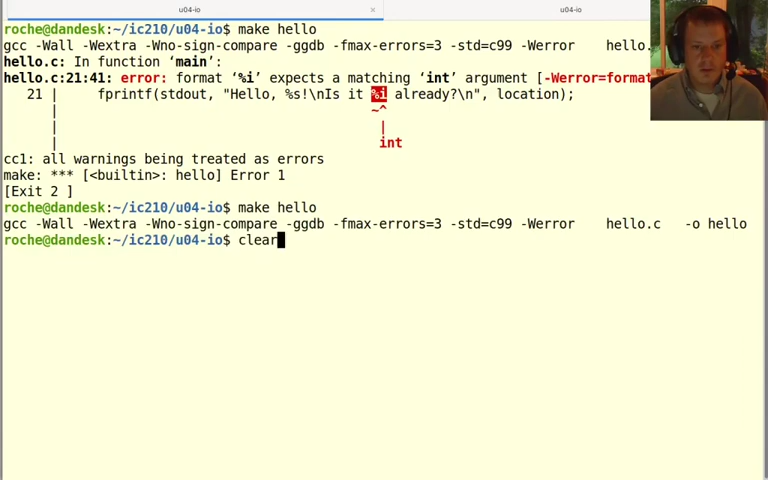 u04-io × u04-io
roche@dandesk:~/ic210/u04-io$ make hello
gcc -Wall -Wextra -Wno-sign-compare -ggdb -fmax-errors=3 -std=c99 -Werror    hello.
hello.c: In function ‘main’:
hello.c:21:41: error: format ‘%i’ expects a matching ‘int’ argument [-Werror=format
   21 |     fprintf(stdout, "Hello, %s!\nIs it %i already?\n", location);
      |                                        ~^
      |                                         |
      |                                         int
cc1: all warnings being treated as errors
make: *** [<builtin>: hello] Error 1
[Exit 2 ]
roche@dandesk:~/ic210/u04-io$ make hello
gcc -Wall -Wextra -Wno-sign-compare -ggdb -fmax-errors=3 -std=c99 -Werror    hello.c   -o hello
roche@dandesk:~/ic210/u04-io$ clear